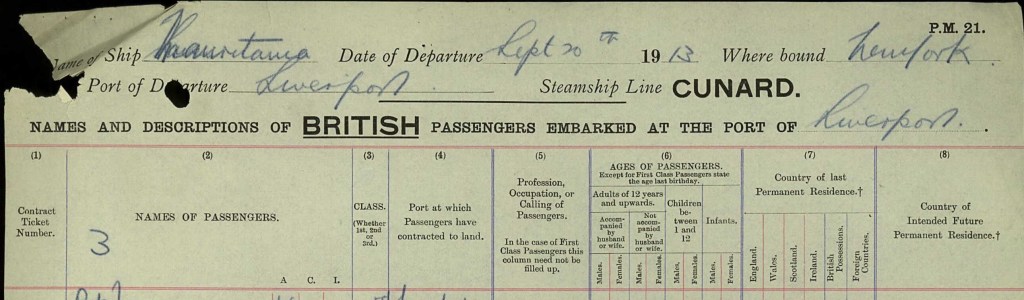 P.M. 21.
Name of Ship Mauretania Date of Departure Sept 20th 1913 Where bound New York
Port of Departure Liverpool Steamship Line CUNARD.
NAMES AND DESCRIPTIONS OF BRITISH PASSENGERS EMBARKED AT THE PORT OF Liverpool.
(1) (2) (3) (4) (5) (6) (7) (8)
Contract Ticket Number.
NAMES OF PASSENGERS.
3
A. C. I.
CLASS.
(Whether 1st, 2nd or 3rd.)
Port at which Passengers have contracted to land.
Profession, Occupation, or Calling of Passengers.
In the case of First Class Passengers this column need not be filled up.
AGES OF PASSENGERS.
Except for First Class Passengers state the age last birthday.
Adults of 12 years and upwards.
Accompanied by husband or wife.
Not accompanied by husband or wife.
Children between 1 and 12
Infants.
Males. Females. Males. Females. Males. Females. Males. Females.
Country of last Permanent Residence.†
England. Wales. Scotland. Ireland. British Possessions. Foreign Countries.
Country of Intended Future Permanent Residence.†